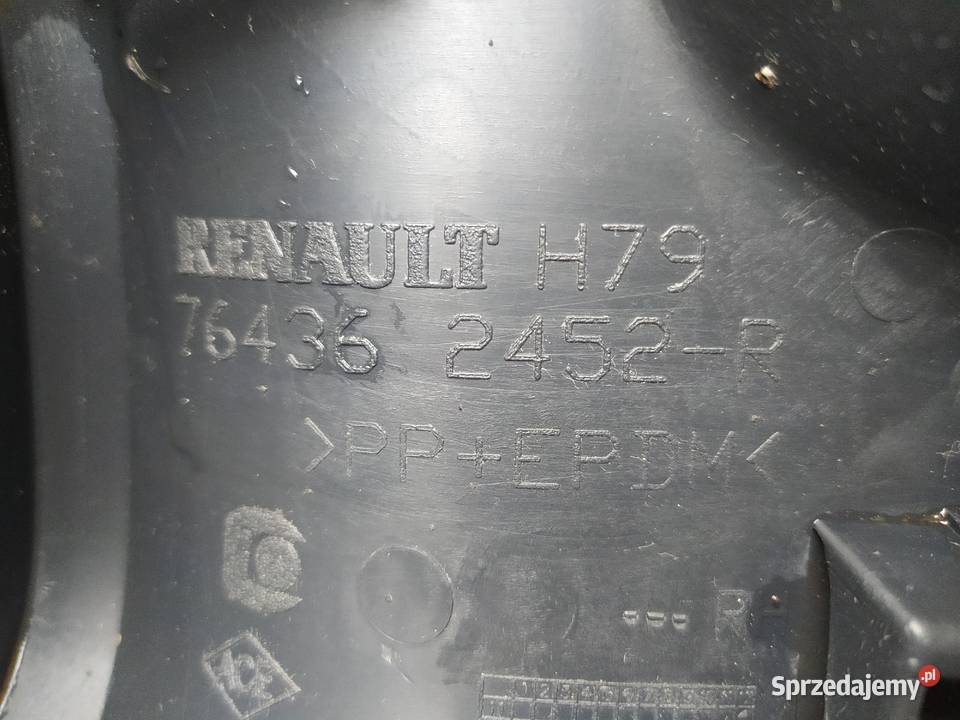 RENAULT H79
76436 2452-R
>PP+EPDM<
Sprzedajemy.pl